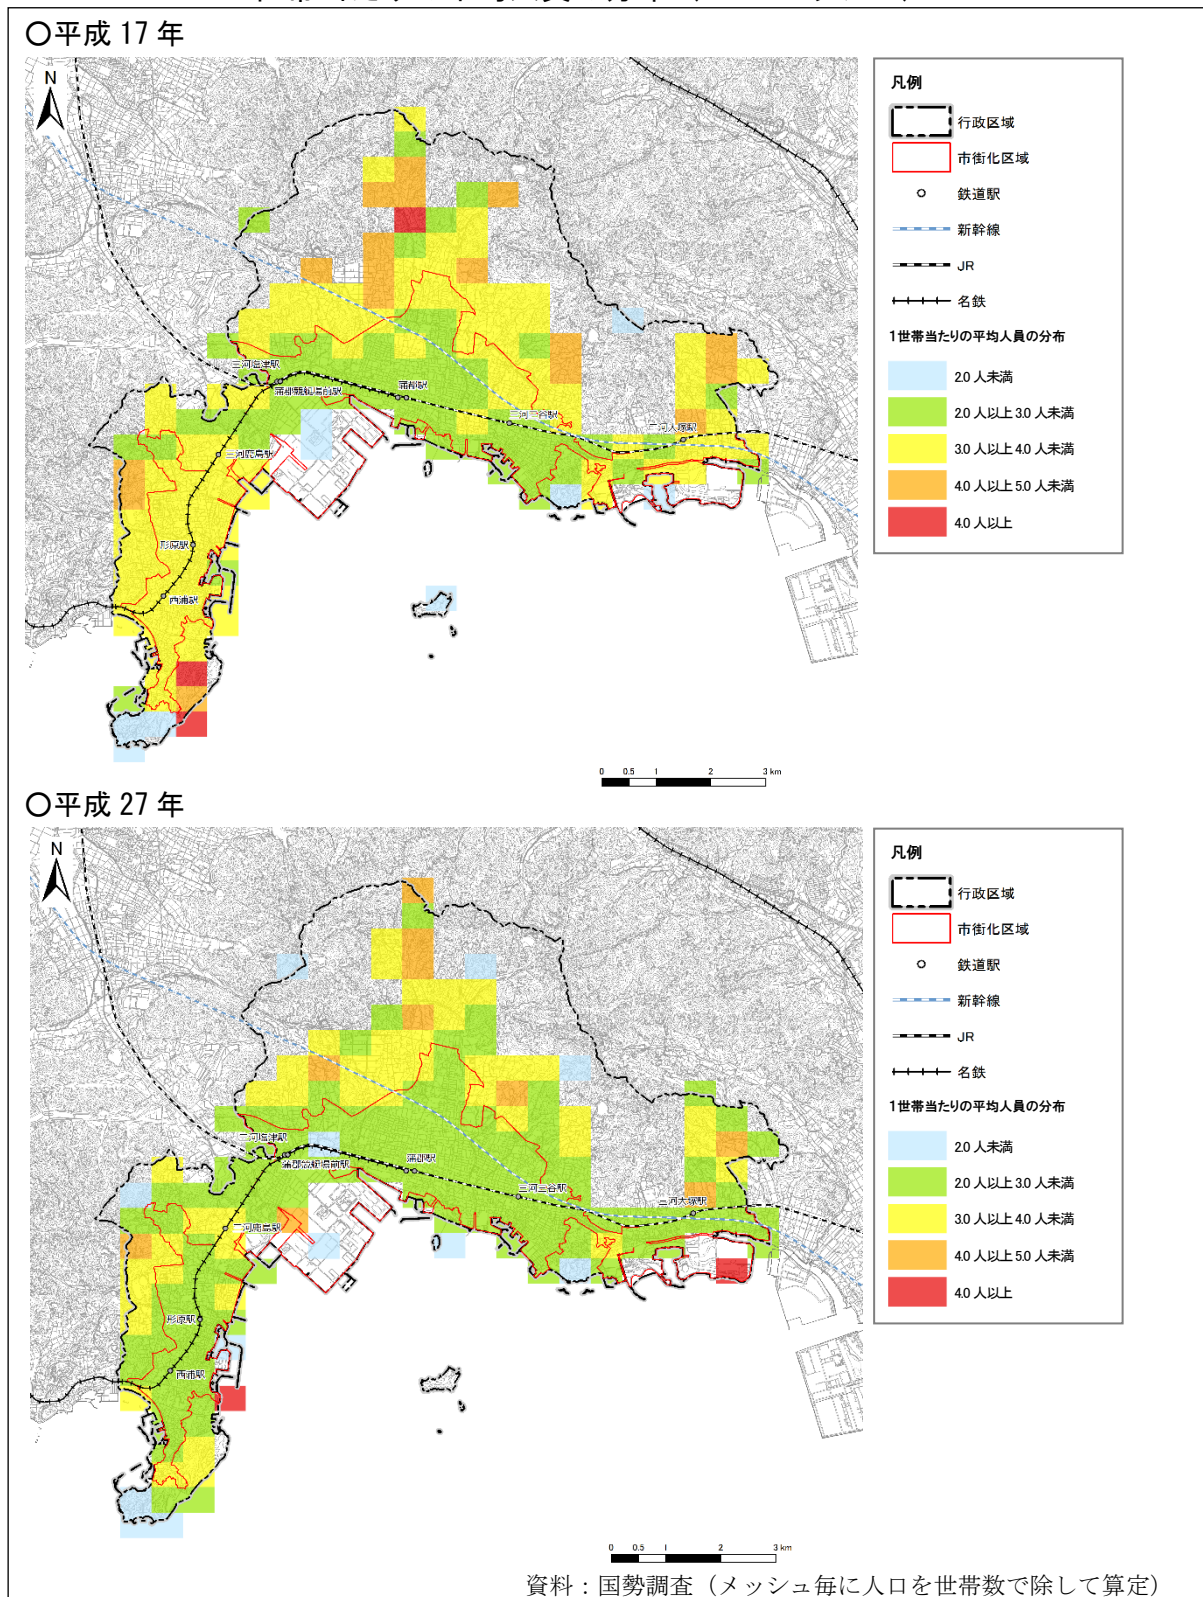 〇平成 17 年
N
三河塩津駅
蒲郡競艇場前駅
蒲郡駅
三河三谷駅
三河大塚駅
三河鹿島駅
形原駅
西浦駅
0 0.5 1 2 3 km
凡例
行政区域
市街化区域
鉄道駅
新幹線
JR
名鉄
1世帯当たりの平均人員の分布
2.0 人未満
2.0 人以上 3.0 人未満
3.0 人以上 4.0 人未満
4.0 人以上 5.0 人未満
4.0 人以上
〇平成 27 年
N
三河塩津駅
蒲郡競艇場前駅
蒲郡駅
三河三谷駅
三河大塚駅
三河鹿島駅
形原駅
西浦駅
0 0.5 1 2 3 km
凡例
行政区域
市街化区域
鉄道駅
新幹線
JR
名鉄
1世帯当たりの平均人員の分布
2.0 人未満
2.0 人以上 3.0 人未満
3.0 人以上 4.0 人未満
4.0 人以上 5.0 人未満
4.0 人以上
資料：国勢調査（メッシュ毎に人口を世帯数で除して算定）